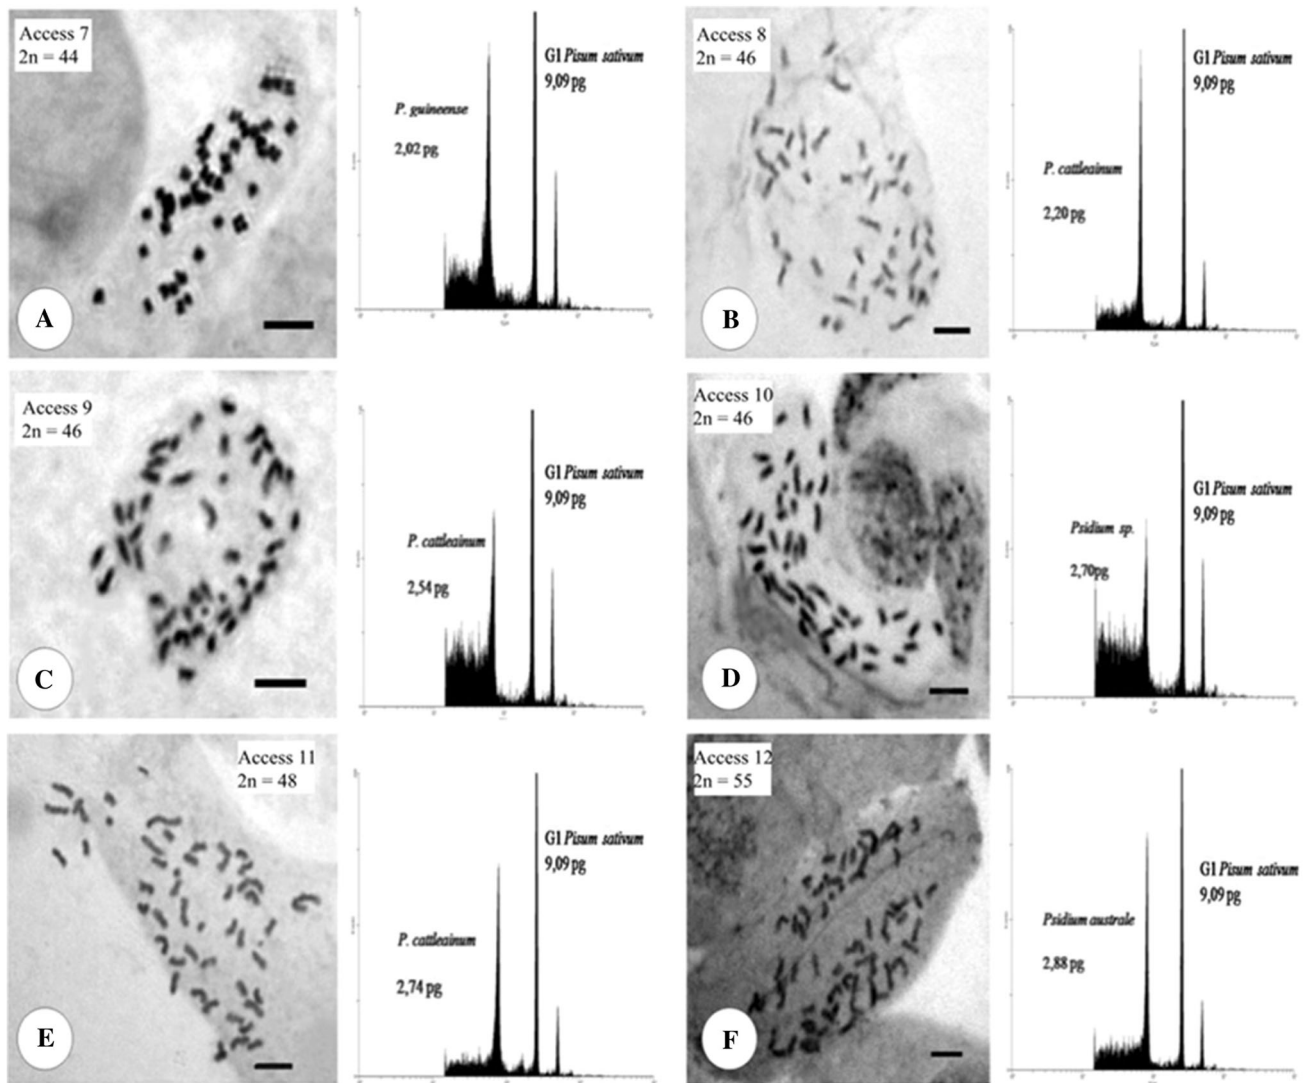 Access 7
2n = 44
P. guineense
2,02 pg
G1 Pisum sativum
9,09 pg
A
Access 8
2n = 46
P. cattleainum
2,20 pg
G1 Pisum sativum
9,09 pg
B
Access 9
2n = 46
P. cattleainum
2,54 pg
G1 Pisum sativum
9,09 pg
C
Access 10
2n = 46
Psidium sp.
2,70pg
G1 Pisum sativum
9,09 pg
D
Access 11
2n = 48
P. cattleainum
2,74 pg
G1 Pisum sativum
9,09 pg
E
Access 12
2n = 55
Psidium australe
2,88 pg
G1 Pisum sativum
9,09 pg
F